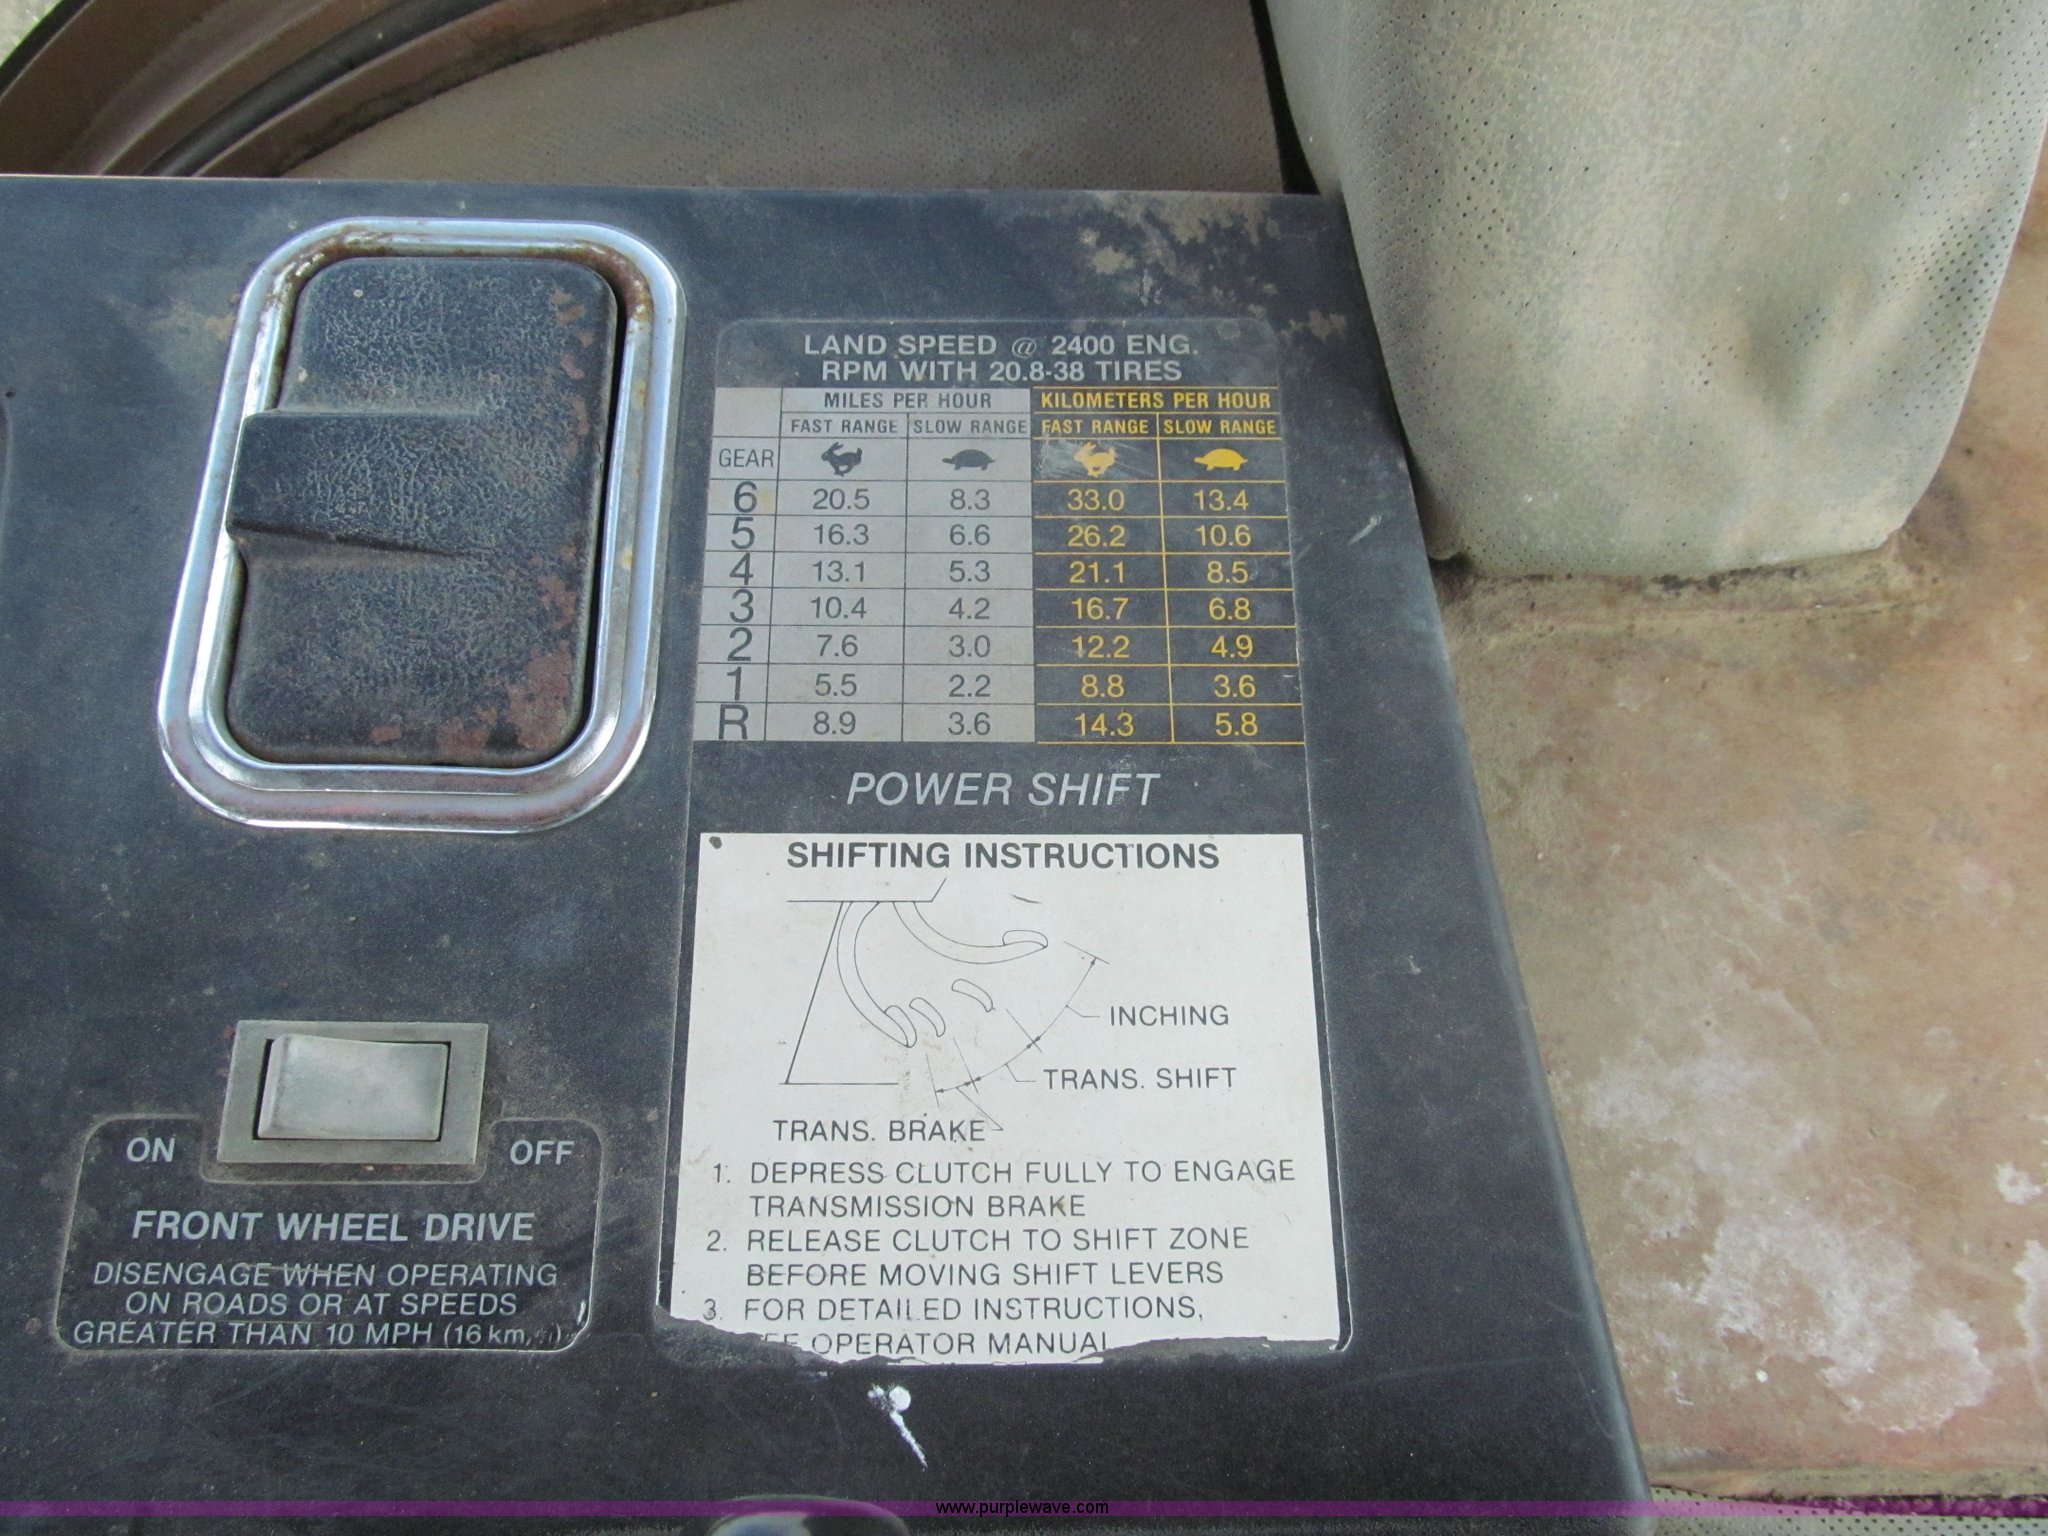 LAND SPEED @ 2400 ENG.
RPM WITH 20.8-38 TIRES
MILES PER HOUR KILOMETERS PER HOUR
FAST RANGE SLOW RANGE FAST RANGE SLOW RANGE
GEAR
6 20.5 8.3 33.0 13.4
5 16.3 6.6 26.2 10.6
4 13.1 5.3 21.1 8.5
3 10.4 4.2 16.7 6.8
2 7.6 3.0 12.2 4.9
1 5.5 2.2 8.8 3.6
R 8.9 3.6 14.3 5.8
POWER SHIFT
SHIFTING INSTRUCTIONS
INCHING
TRANS. SHIFT
TRANS. BRAKE
1. DEPRESS CLUTCH FULLY TO ENGAGE
TRANSMISSION BRAKE
2. RELEASE CLUTCH TO SHIFT ZONE
BEFORE MOVING SHIFT LEVERS
3. FOR DETAILED INSTRUCTIONS,
OPERATOR MANUAL
ON OFF
FRONT WHEEL DRIVE
DISENGAGE WHEN OPERATING
ON ROADS OR AT SPEEDS
GREATER THAN 10 MPH (16 km
www.purplewave.com